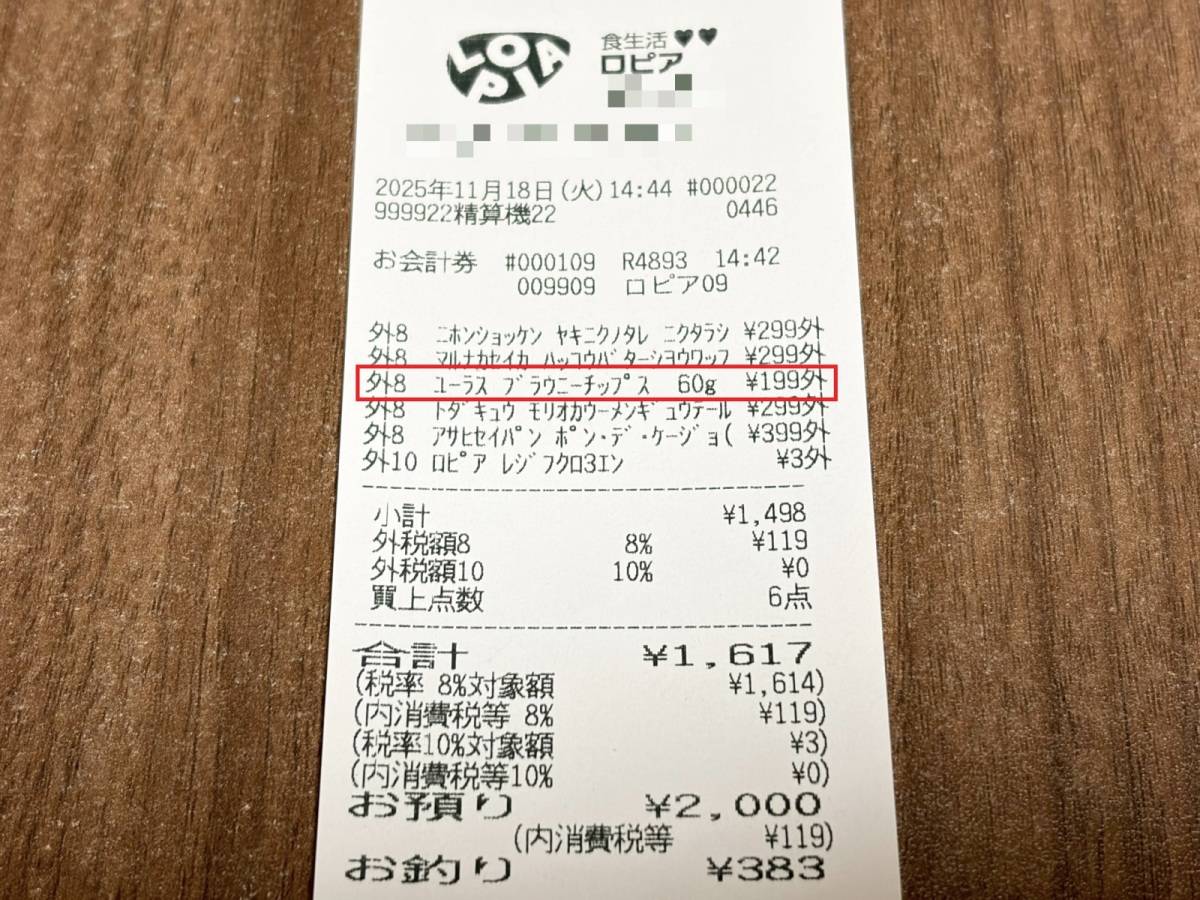 LOPIA
食生活♥♥
ロピア
2025年11月18日(火)14:44 #000022
999922精算機22 0446
お会計券 #000109 R4893 14:42
009909 ロピア09
外8 ニホンショッケン ヤキニクノタレ ニクタラシ ¥299外
外8 マルナカセイカ ハッコウバターショウワッフ ¥299外
外8 ユーラス ブラウニーチップス 60g ¥199外
外8 トダキュウ モリオカウーメンギュウテール ¥299外
外8 アサヒセイパン ポン・デ・ケージョ( ¥399外
外10 ロピア レジフクロ3エン ¥3外
小計 ¥1,498
外税額8 8% ¥119
外税額10 10% ¥0
買上点数 6点
合計 ¥1,617
(税率 8%対象額 ¥1,614)
(内消費税等 8% ¥119)
(税率10%対象額 ¥3)
(内消費税等10% ¥0)
お預り ¥2,000
(内消費税等 ¥119)
お釣り ¥383